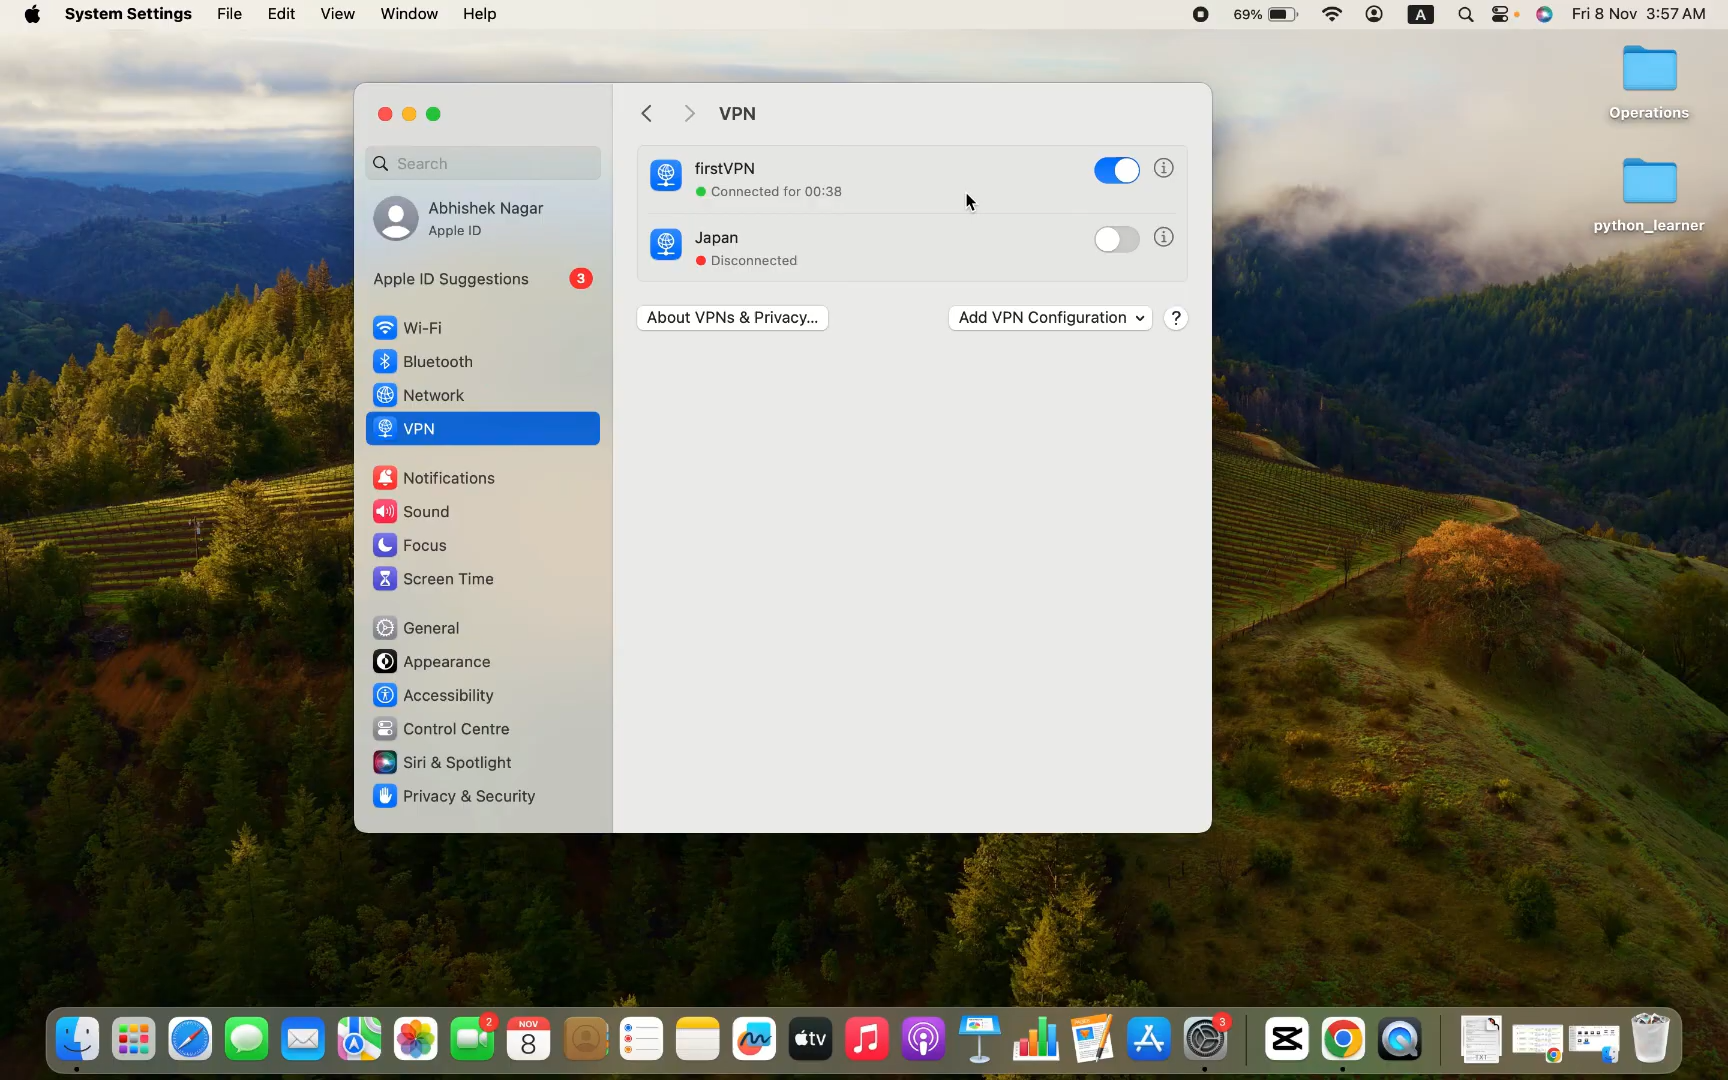 System Settings File Edit View Window Help 69% A Fri 8 Nov 3:57 AM
Operations
python_learner
Search
Abhishek Nagar
Apple ID
Apple ID Suggestions 3
Wi-Fi
Bluetooth
Network
VPN
Notifications
Sound
Focus
Screen Time
General
Appearance
Accessibility
Control Centre
Siri & Spotlight
Privacy & Security
VPN
firstVPN
Connected for 00:38
Japan
Disconnected
About VPNs & Privacy...
Add VPN Configuration
?
2
NOV
8
tv
3
TXT